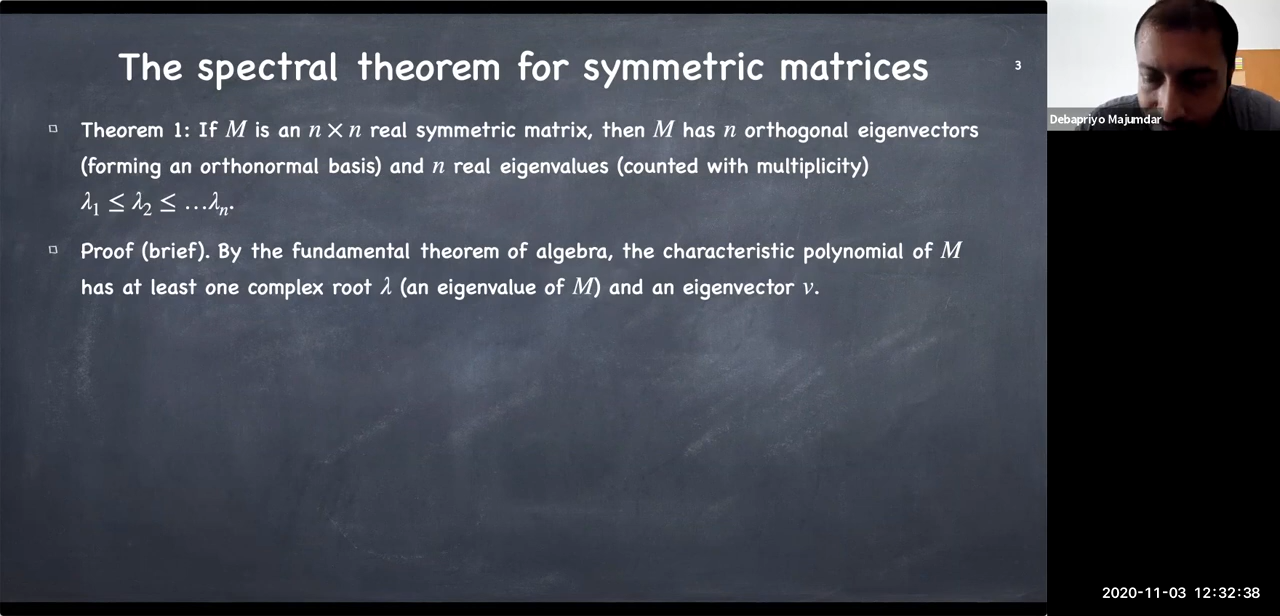 The spectral theorem for symmetric matrices
3
Theorem 1: If M is an n × n real symmetric matrix, then M has n orthogonal eigenvectors
(forming an orthonormal basis) and n real eigenvalues (counted with multiplicity)
λ₁ ≤ λ₂ ≤ …λₙ.
Proof (brief). By the fundamental theorem of algebra, the characteristic polynomial of M
has at least one complex root λ (an eigenvalue of M) and an eigenvector v.
Debapriyo Majumdar
2020-11-03 12:32:38